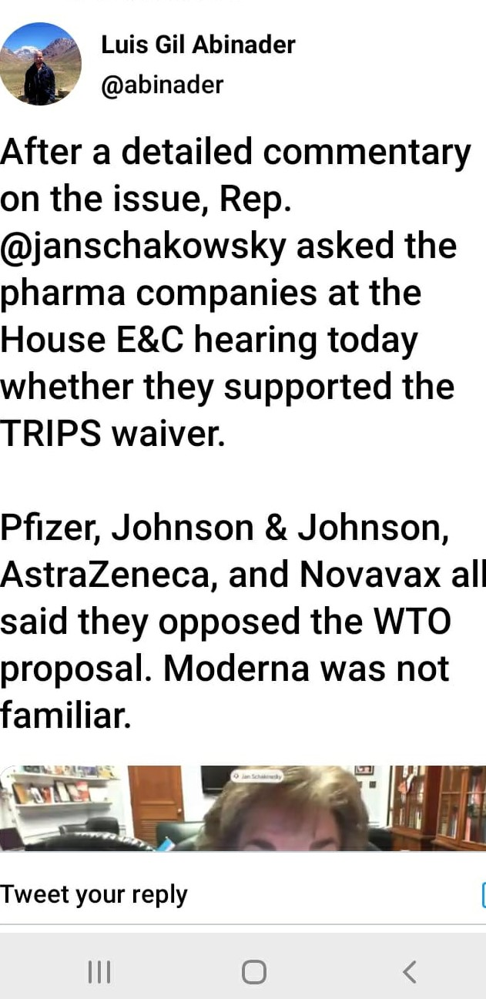 Luis Gil Abinader
@abinader
After a detailed commentary
on the issue, Rep.
@janschakowsky asked the
pharma companies at the
House E&C hearing today
whether they supported the
TRIPS waiver.
Pfizer, Johnson & Johnson,
AstraZeneca, and Novavax all
said they opposed the WTO
proposal. Moderna was not
familiar.
Jan Schakowsky
Tweet your reply